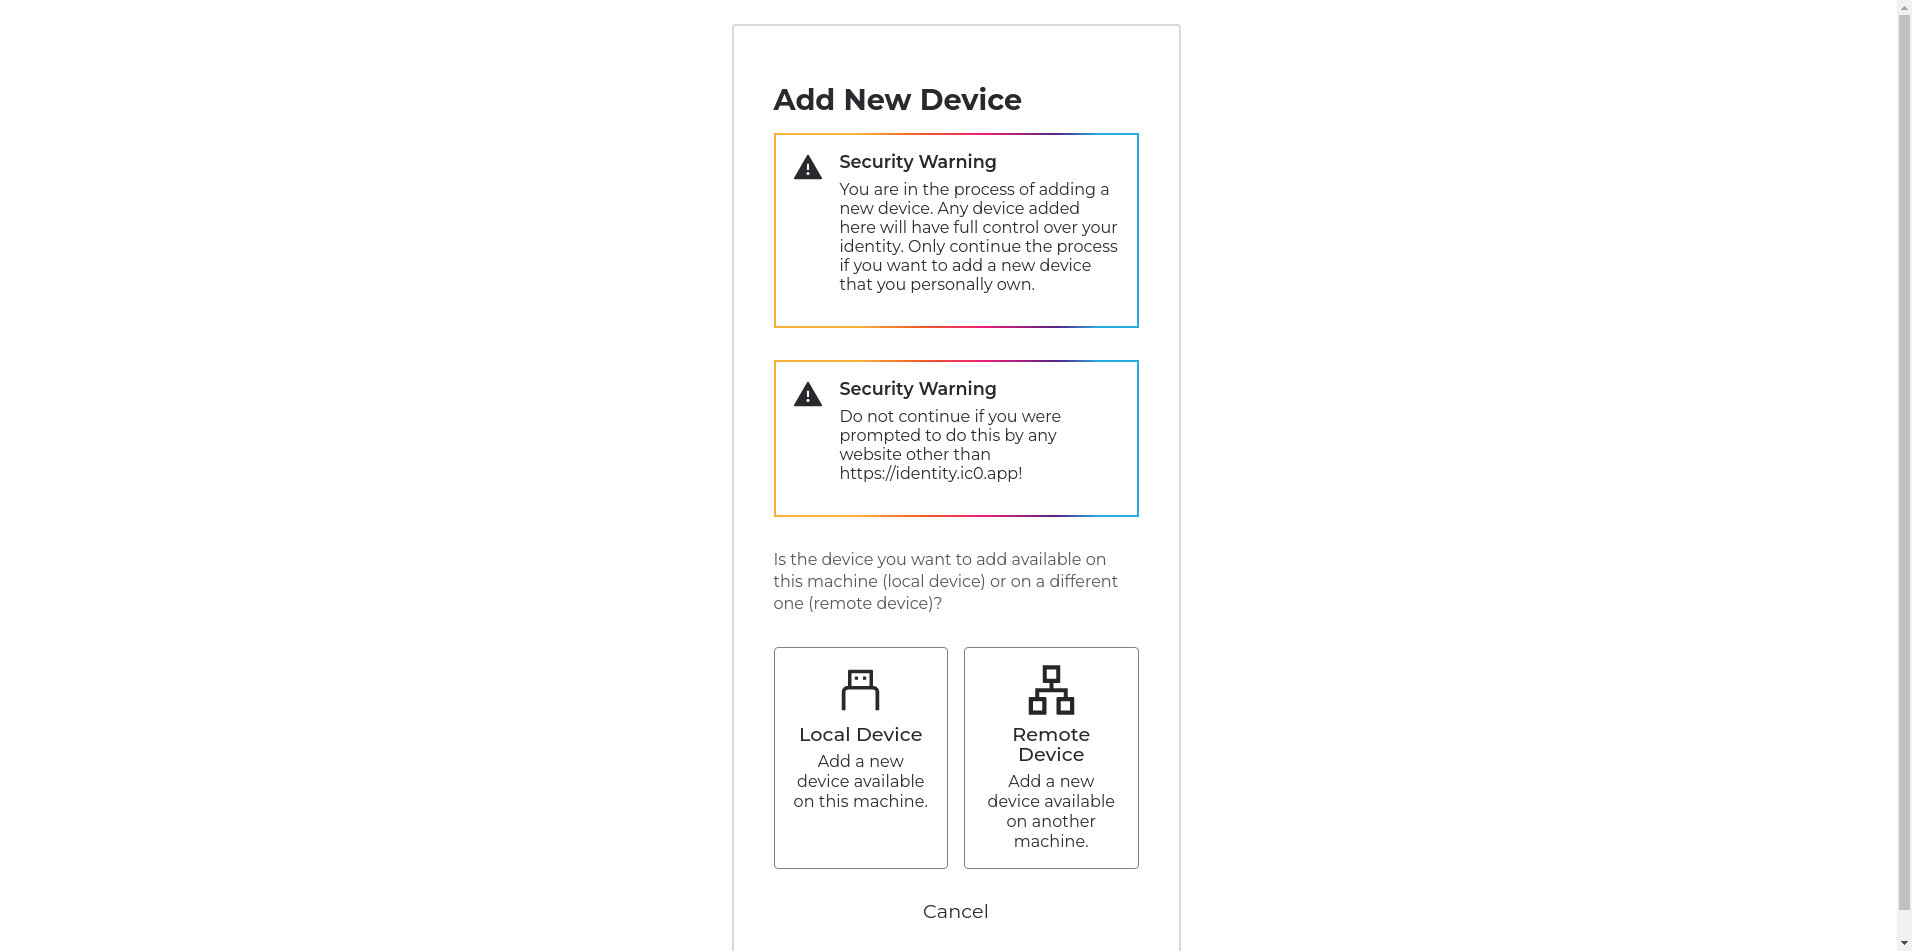 Add New Device
Security Warning
You are in the process of adding a
new device. Any device added
here will have full control over your
identity. Only continue the process
if you want to add a new device
that you personally own.
Security Warning
Do not continue if you were
prompted to do this by any
website other than
https://identity.ic0.app!
Is the device you want to add available on
this machine (local device) or on a different
one (remote device)?
Local Device
Add a new
device available
on this machine.
Remote
Device
Add a new
device available
on another
machine.
Cancel